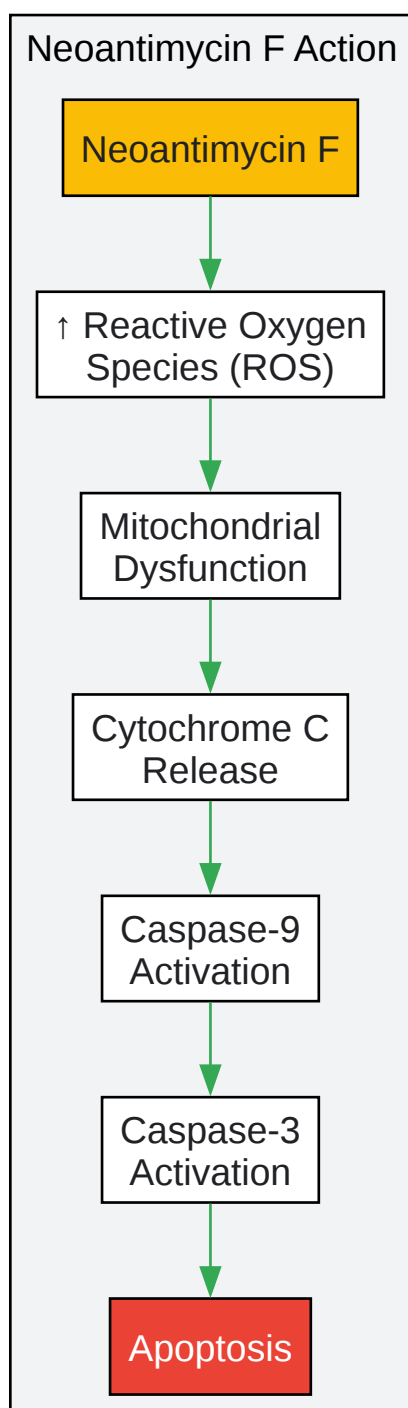 Neoantimycin F Action
Neoantimycin F
↑ Reactive Oxygen
Species (ROS)
Mitochondrial
Dysfunction
Cytochrome C
Release
Caspase-9
Activation
Caspase-3
Activation
Apoptosis